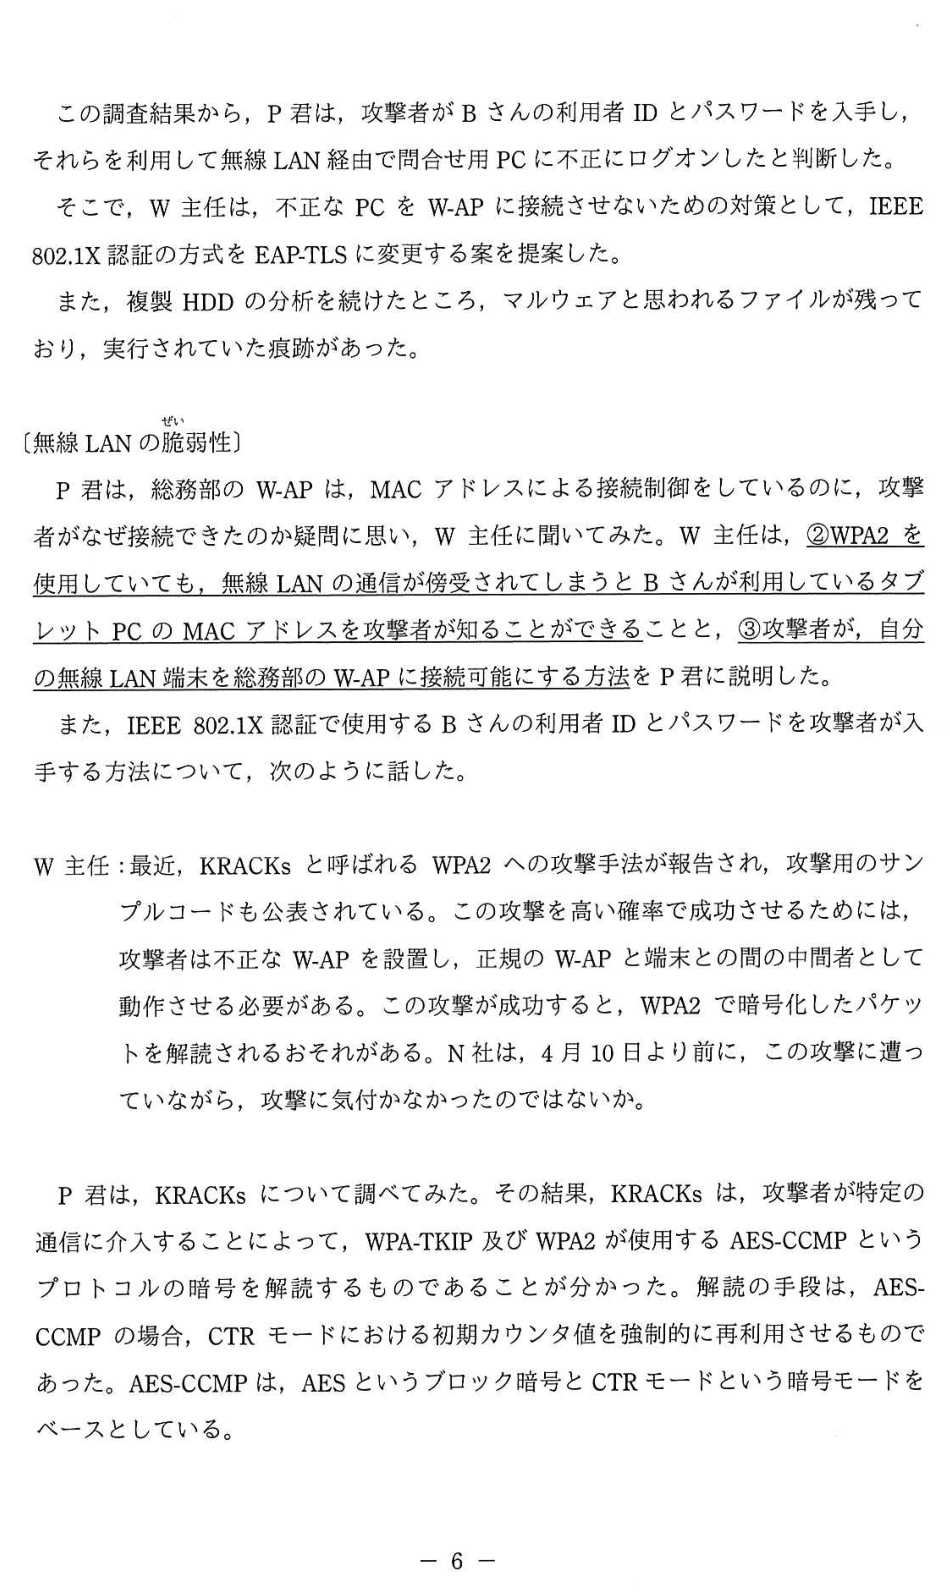 この調査結果から，P 君は，攻撃者が B さんの利用者 ID とパスワードを入手し，
それらを利用して無線 LAN 経由で問合せ用 PC に不正にログオンしたと判断した。
そこで，W 主任は，不正な PC を W-AP に接続させないための対策として，IEEE
802.1X 認証の方式を EAP-TLS に変更する案を提案した。
また，複製 HDD の分析を続けたところ，マルウェアと思われるファイルが残って
おり，実行されていた痕跡があった。
ぜい
〔無線 LAN の脆弱性〕
P 君は，総務部の W-AP は，MAC アドレスによる接続制御をしているのに，攻撃
者がなぜ接続できたのか疑問に思い，W 主任に聞いてみた。W 主任は，②WPA2 を
使用していても，無線 LAN の通信が傍受されてしまうと B さんが利用しているタブ
レット PC の MAC アドレスを攻撃者が知ることができることと，③攻撃者が，自分
の無線 LAN 端末を総務部の W-AP に接続可能にする方法を P 君に説明した。
また，IEEE 802.1X 認証で使用する B さんの利用者 ID とパスワードを攻撃者が入
手する方法について，次のように話した。
W 主任：最近，KRACKs と呼ばれる WPA2 への攻撃手法が報告され，攻撃用のサン
プルコードも公表されている。この攻撃を高い確率で成功させるためには，
攻撃者は不正な W-AP を設置し，正規の W-AP と端末との間の中間者として
動作させる必要がある。この攻撃が成功すると，WPA2 で暗号化したパケッ
トを解読されるおそれがある。N 社は，4 月 10 日より前に，この攻撃に遭っ
ていながら，攻撃に気付かなかったのではないか。
P 君は，KRACKs について調べてみた。その結果，KRACKs は，攻撃者が特定の
通信に介入することによって，WPA-TKIP 及び WPA2 が使用する AES-CCMP という
プロトコルの暗号を解読するものであることが分かった。解読の手段は，AES-
CCMP の場合，CTR モードにおける初期カウンタ値を強制的に再利用させるもので
あった。AES-CCMP は，AES というブロック暗号と CTR モードという暗号モードを
ベースとしている。
－ 6 －